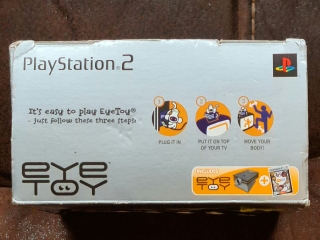 PlayStation®2
It's easy to play EyeToy®
- just follow these three steps:
1 2 3
PLUG IT IN
PUT IT ON TOP
OF YOUR TV
MOVE YOUR
BODY!
EYE
TOY
INCLUDES
EYE
TOY
+